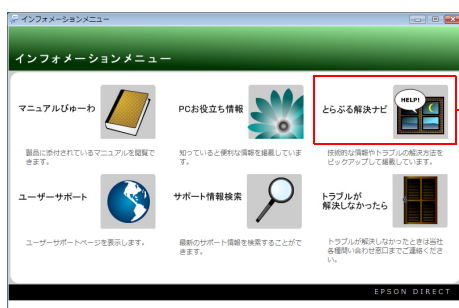 インフォメーションメニュー
インフォメーションメニュー
マニュアルびゅーわ
製品に添付されているマニュアルを閲覧で
きます。
PCお役立ち情報
知っていると便利な情報を掲載していま
す。
とらぶる解決ナビ
HELP!
技術的な情報やトラブルの解決方法を
ピックアップして掲載しています。
ユーザーサポート
ユーザーサポートページを表示します。
サポート情報検索
最新のサポート情報を検索することがで
きます。
トラブルが
解決しなかったら
トラブルが解決しなかったときは当社
各種問い合わせ窓口までご連絡くださ
い。
EPSON DIRECT